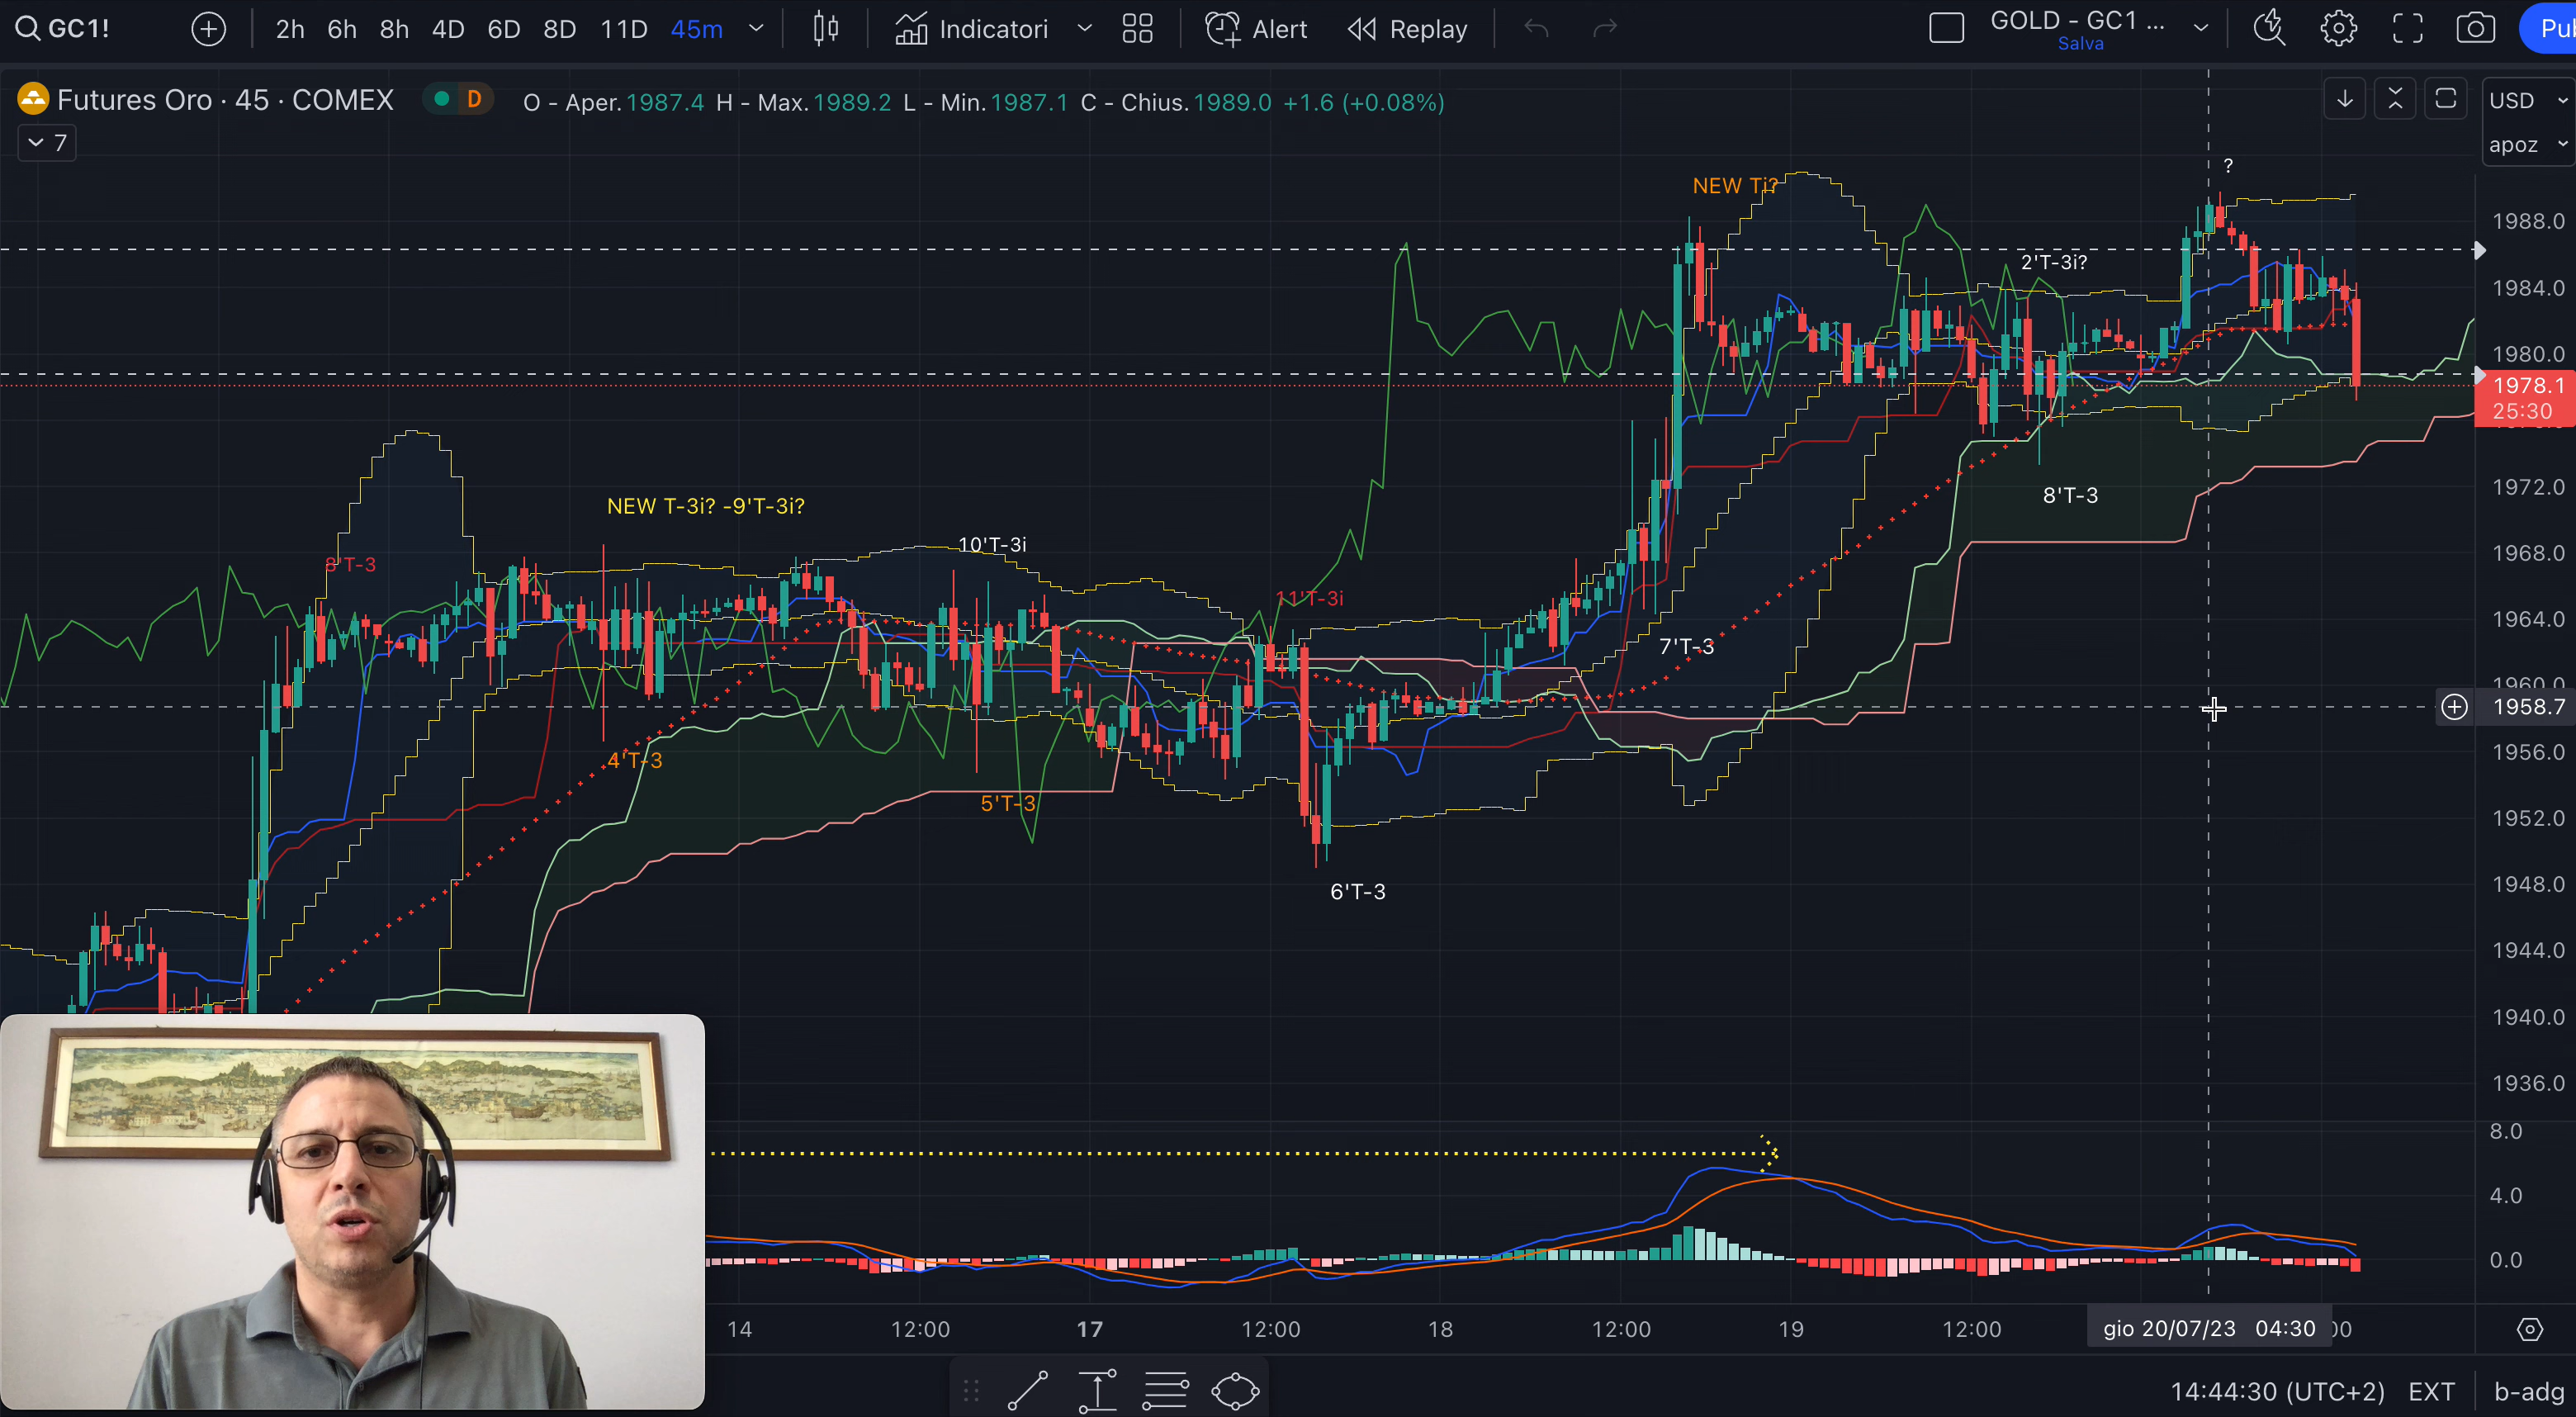 GC1!
2h 6h 8h 4D 6D 8D 11D 45m
Indicatori
Alert
Replay
GOLD - GC1 ...
Salva
Pub
Futures Oro · 45 · COMEX
D
O - Aper. 1987.4 H - Max. 1989.2 L - Min. 1987.1 C - Chius. 1989.0 +1.6 (+0.08%)
USD
apoz
7
?
NEW Ti?
1988.0
2'T-3i?
1984.0
1980.0
1978.1
25:30
1972.0
8'T-3
NEW T-3i? -9'T-3i?
10'T-3i
1968.0
8'T-3
11'T-3i
1964.0
7'T-3
1960.0
1958.7
1956.0
4'T-3
5'T-3
1952.0
6'T-3
1948.0
1944.0
1940.0
1936.0
8.0
4.0
0.0
14 12:00 17 12:00 18 12:00 19 12:00 gio 20/07/23 04:30 00
14:44:30 (UTC+2) EXT b-adg